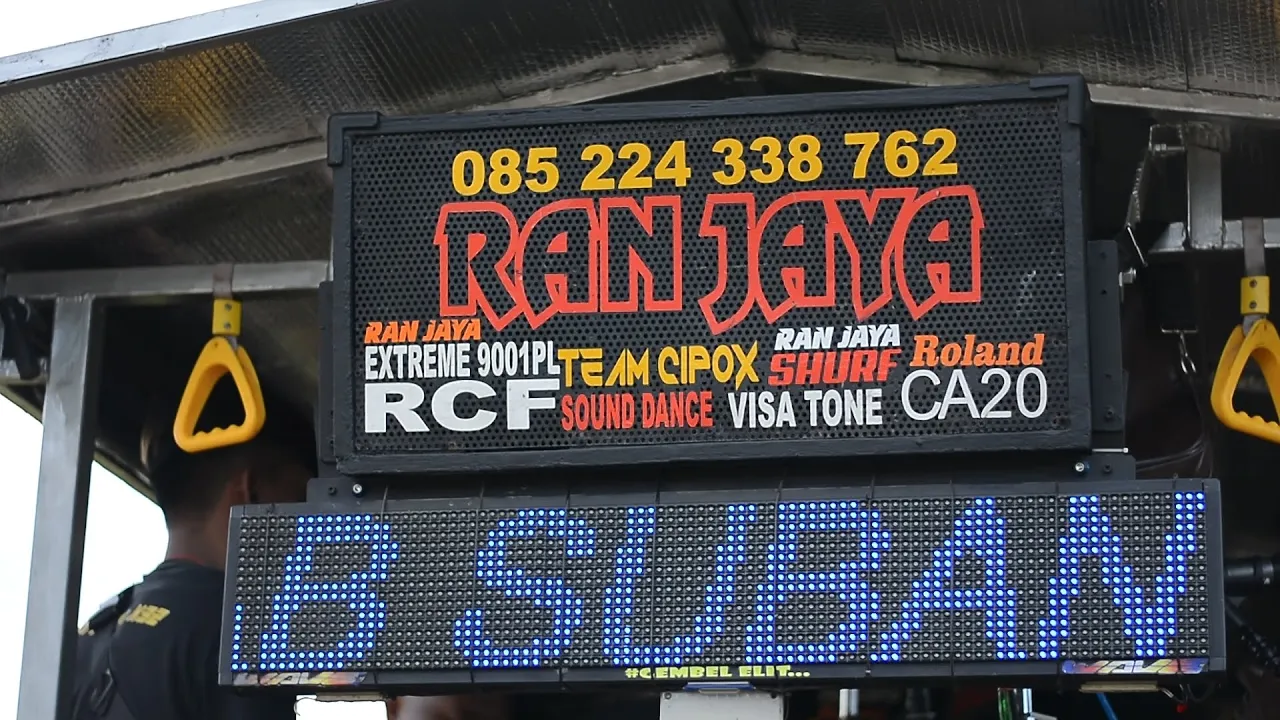 085 224 338 762
RAN JAYA
RAN JAYA
EXTREME 9001PL
RCF
TEAM CIPOX
SOUND DANCE
RAN JAYA
SHURF
VISA TONE
Roland
CA20
B SUBAN
#GEMBEL ELIT...